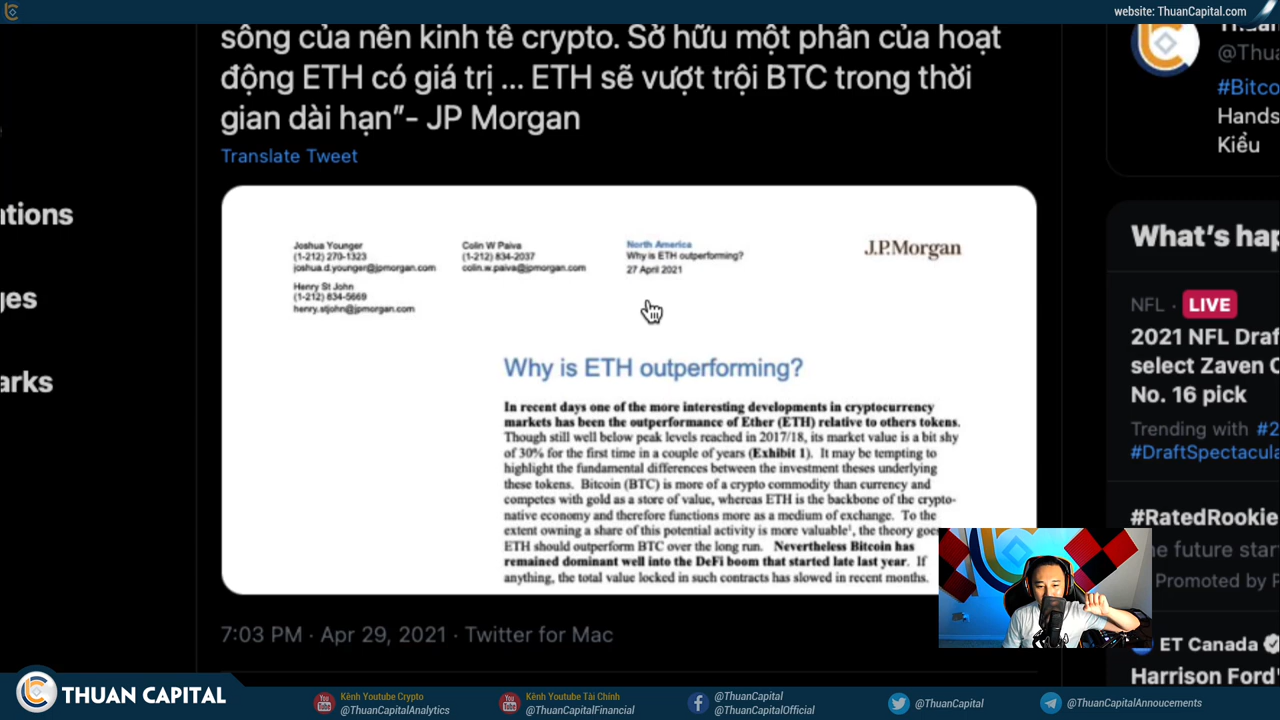 website: ThuanCapital.com
sống của nền kinh tế crypto. Sở hữu một phần của hoạt
động ETH có giá trị ... ETH sẽ vượt trội BTC trong thời
gian dài hạn”- JP Morgan
Translate Tweet
Joshua Younger
(1-212) 270-1323
joshua.d.younger@jpmorgan.com
Henry St John
(1-212) 834-5669
henry.stjohn@jpmorgan.com
Colin W Paiva
(1-212) 834-2037
colin.w.paiva@jpmorgan.com
North America
Why is ETH outperforming?
27 April 2021
J.P.Morgan
Why is ETH outperforming?
In recent days one of the more interesting developments in cryptocurrency
markets has been the outperformance of Ether (ETH) relative to others tokens.
Though still well below peak levels reached in 2017/18, its market value is a bit shy
of 30% for the first time in a couple of years (Exhibit 1). It may be tempting to
highlight the fundamental differences between the investment theses underlying
these tokens. Bitcoin (BTC) is more of a crypto commodity than currency and
competes with gold as a store of value, whereas ETH is the backbone of the crypto-
native economy and therefore functions more as a medium of exchange. To the
extent owning a share of this potential activity is more valuable¹, the theory goe
ETH should outperform BTC over the long run. Nevertheless Bitcoin has
remained dominant well into the DeFi boom that started late last year. If
anything, the total value locked in such contracts has slowed in recent months.
7:03 PM · Apr 29, 2021 · Twitter for Mac
ations
ges
arks
@Thua
#Bitco
Hands
Kiểu
What's hap
NFL · LIVE
2021 NFL Draf
select Zaven C
No. 16 pick
Trending with #2
#DraftSpectacula
#RatedRookie
he future star
Promoted by P
ET Canada
Harrison Ford'
THUAN CAPITAL
Kênh Youtube Crypto
@ThuanCapitalAnalytics
Kênh Youtube Tài Chính
@ThuanCapitalFinancial
@ThuanCapital
@ThuanCapitalOfficial
@ThuanCapital
@ThuanCapitalAnnoucements